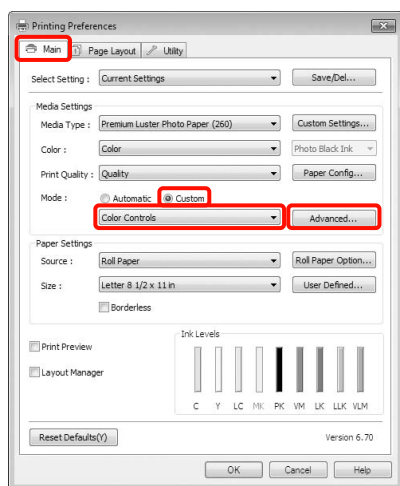 Printing Preferences
Main Page Layout Utility
Select Setting : Current Settings Save/Del...
Media Settings
Media Type : Premium Luster Photo Paper (260) Custom Settings...
Color : Color Photo Black Ink
Print Quality : Quality Paper Config...
Mode : Automatic Custom
Color Controls Advanced...
Paper Settings
Source : Roll Paper Roll Paper Option...
Size : Letter 8 1/2 x 11 in User Defined...
Borderless
Ink Levels
Print Preview
Layout Manager
C Y LC MK PK VM LK LLK VLM
Reset Defaults(Y) Version 6.70
OK Cancel Help